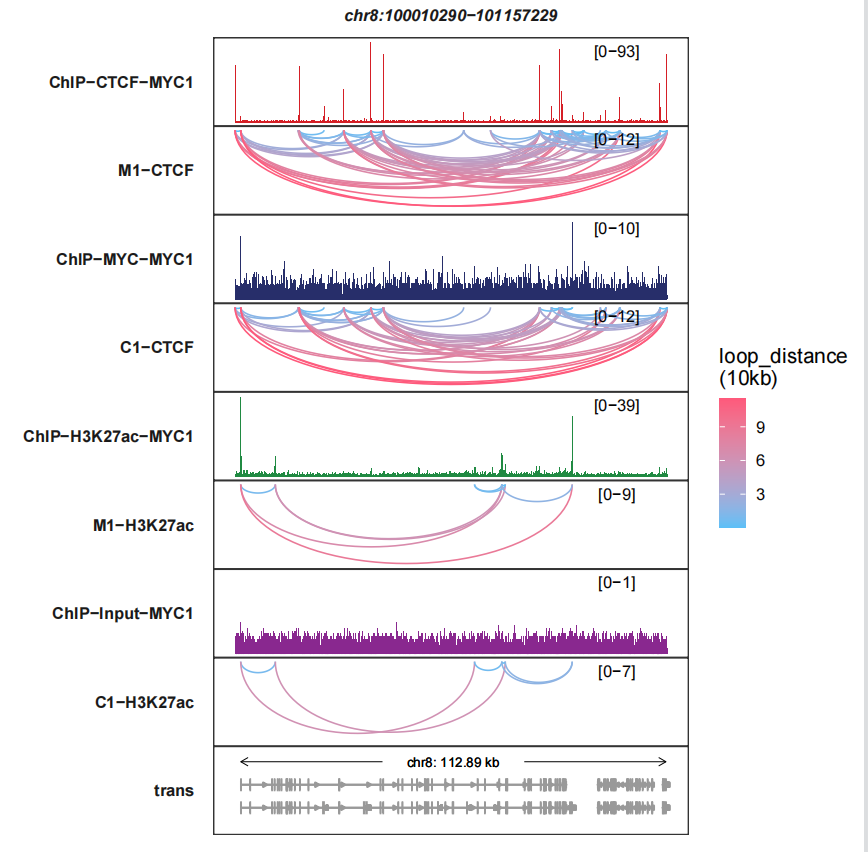 chr8:100010290−101157229
ChIP−CTCF−MYC1
[0−93]
M1−CTCF
[0−12]
ChIP−MYC−MYC1
[0−10]
C1−CTCF
[0−12]
loop_distance
(10kb)
9
6
3
ChIP−H3K27ac−MYC1
[0−39]
M1−H3K27ac
[0−9]
ChIP−Input−MYC1
[0−1]
C1−H3K27ac
[0−7]
chr8: 112.89 kb
trans